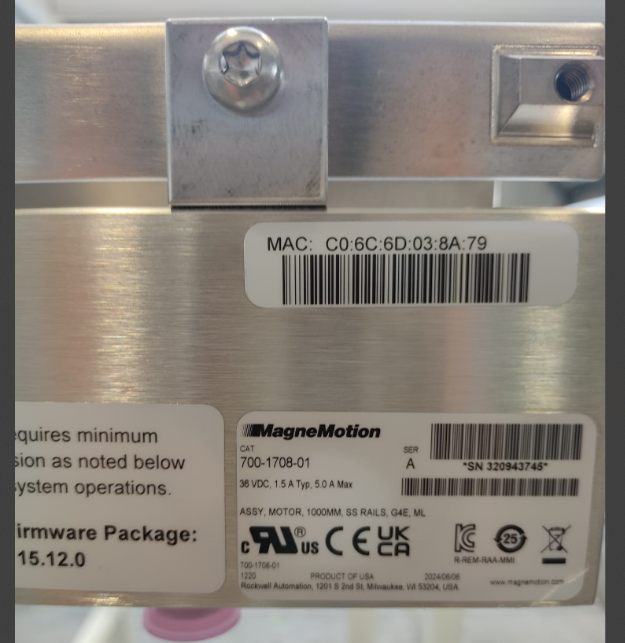 MAC: C0:6C:6D:03:8A:79
equires minimum
sion as noted below
ystem operations.
irmware Package:
15.12.0
MagneMotion
CAT
700-1708-01
SER
A
*SN 320943745*
36 VDC, 1.5 A Typ, 5.0 A Max
ASSY, MOTOR, 1000MM, SS RAILS, G4E, ML
c RU ® US CE UK CA
KC
25
R-REM-RAA-MMI
700-1708-01
1220 PRODUCT OF USA 2024/06/06
www.magnemotion.com
Rockwell Automation, 1201 S 2nd St. Milwaukee, WI 53204, USA